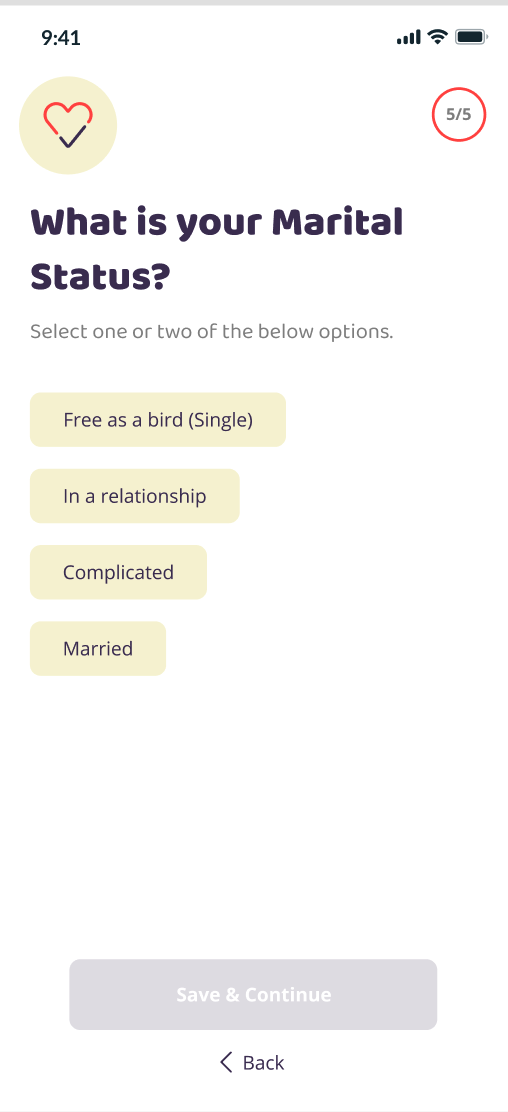 9:41
5/5
What is your Marital
Status?
Select one or two of the below options.
Free as a bird (Single)
In a relationship
Complicated
Married
Save & Continue
Back